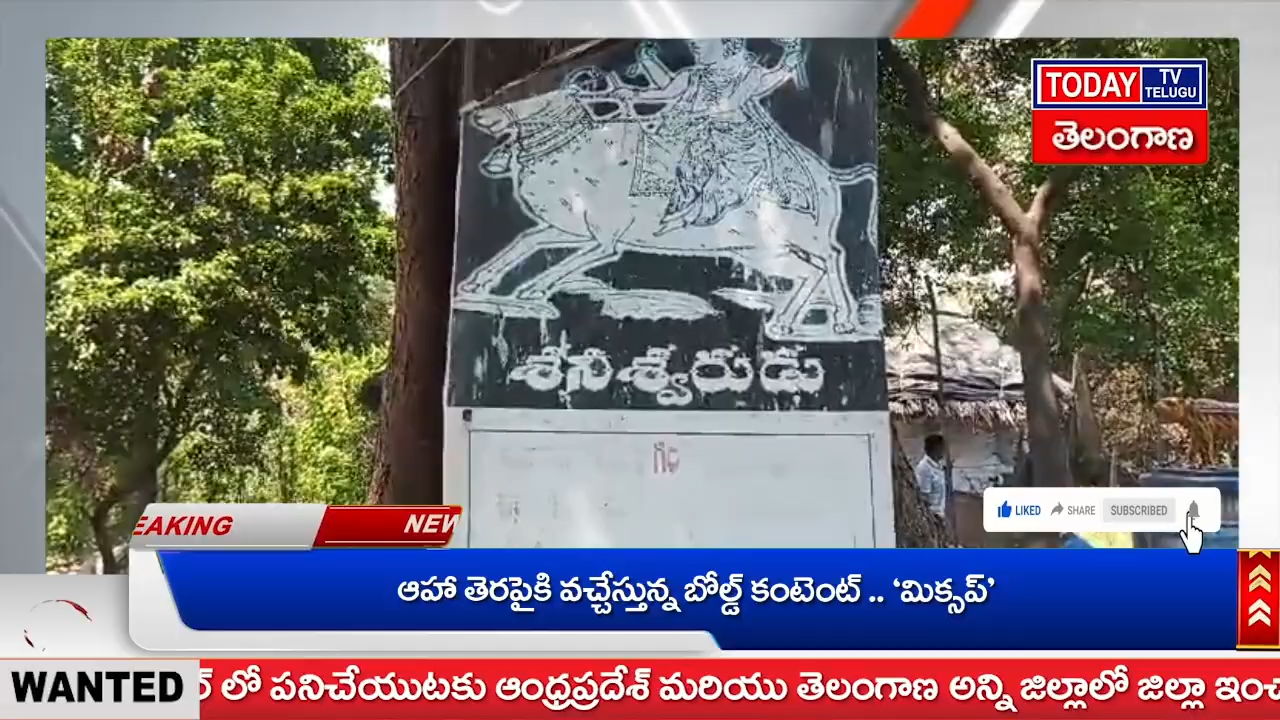 TODAY TV TELUGU
తెలంగాణ
శనీశ్వరుడు
LIKED SHARE SUBSCRIBED
EAKING NEW
ఆహా తెరపైకి వచ్చేస్తున్న బోల్డ్ కంటెంట్ .. ‘మిక్సప్’
WANTED ర్ లో పనిచేయుటకు ఆంధ్రప్రదేశ్ మరియు తెలంగాణ అన్ని జిల్లాలో జిల్లా ఇంచ